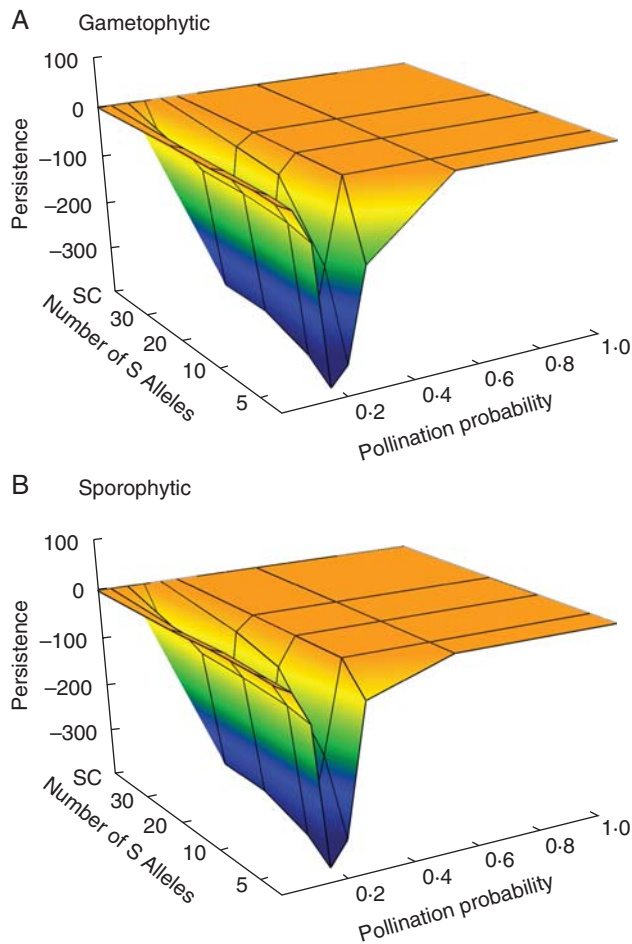 A
Gametophytic
100
0
–100
–200
–300
Persistence
SC
30
20
10
5
Number of S Alleles
0·2
0·4
0·6
0·8
1·0
Pollination probability
B
Sporophytic
100
0
–100
–200
–300
Persistence
SC
30
20
10
5
Number of S Alleles
0·2
0·4
0·6
0·8
1·0
Pollination probability